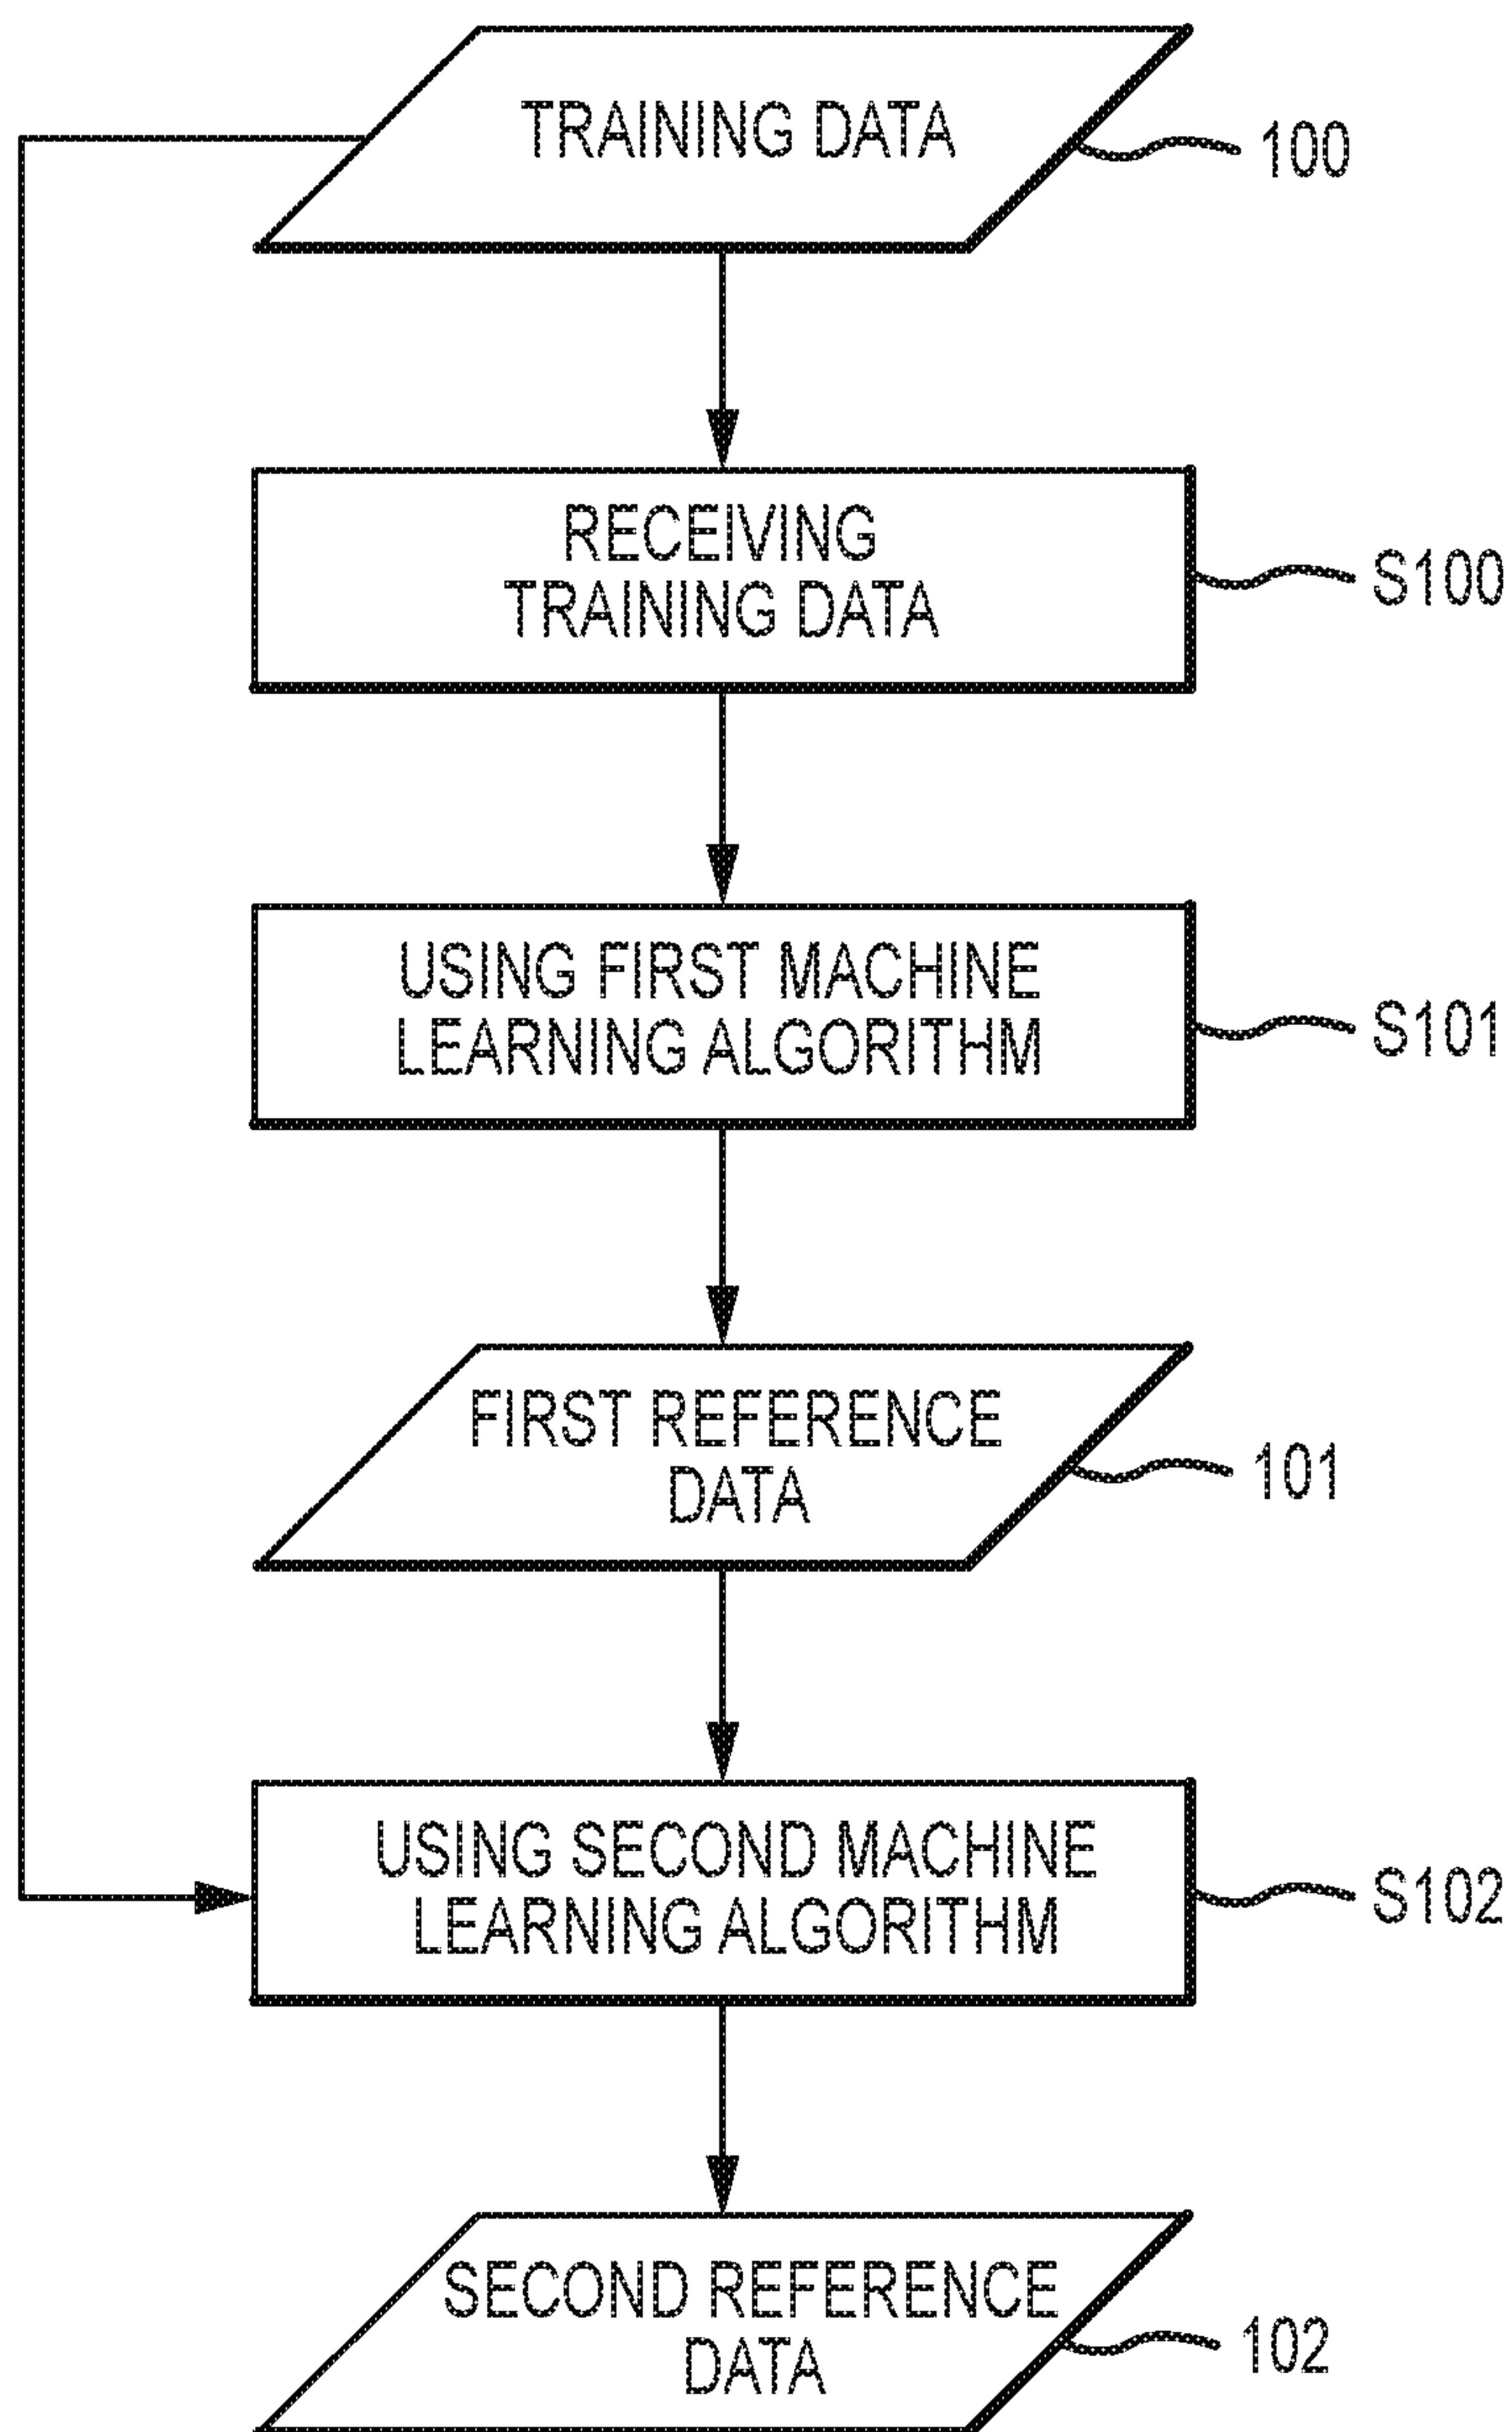 TRAINING DATA
100
RECEIVING
TRAINING DATA
S100
USING FIRST MACHINE
LEARNING ALGORITHM
S101
FIRST REFERENCE
DATA
101
USING SECOND MACHINE
LEARNING ALGORITHM
S102
SECOND REFERENCE
DATA
102